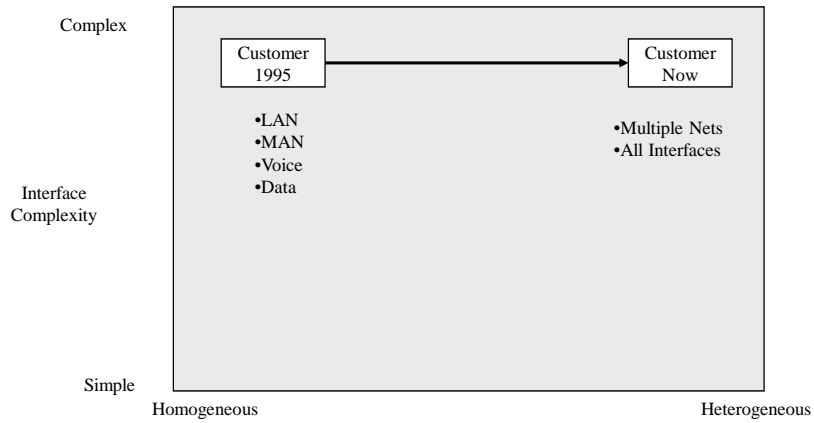 Complex
Customer
1995
Customer
Now
•LAN
•MAN
•Voice
•Data
•Multiple Nets
•All Interfaces
Interface
Complexity
Simple
Homogeneous
Heterogeneous